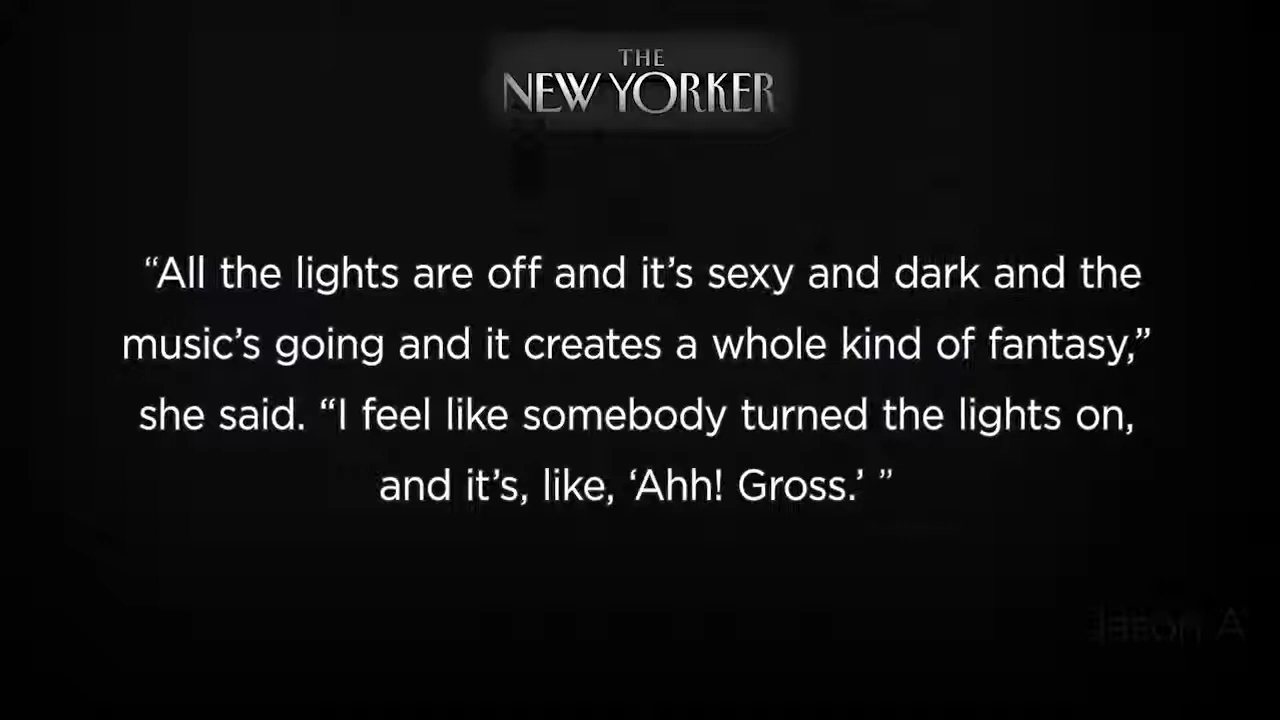 THE
NEW YORKER
“All the lights are off and it’s sexy and dark and the
music’s going and it creates a whole kind of fantasy,”
she said. “I feel like somebody turned the lights on,
and it’s, like, ‘Ahh! Gross.’ ”